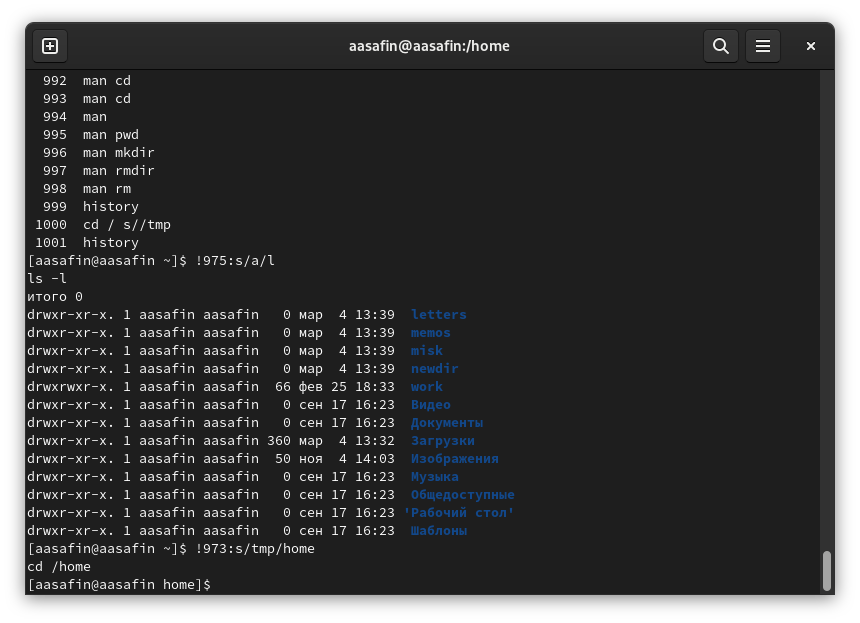 aasafin@aasafin:/home
992  man cd
993  man cd
994  man
995  man pwd
996  man mkdir
997  man rmdir
998  man rm
999  history
1000  cd / s//tmp
1001  history
[aasafin@aasafin ~]$ !975:s/a/l
ls -l
итого 0
drwxr-xr-x. 1 aasafin aasafin   0 мар  4 13:39  letters
drwxr-xr-x. 1 aasafin aasafin   0 мар  4 13:39  memos
drwxr-xr-x. 1 aasafin aasafin   0 мар  4 13:39  misk
drwxr-xr-x. 1 aasafin aasafin   0 мар  4 13:39  newdir
drwxrwxr-x. 1 aasafin aasafin  66 фев 25 18:33  work
drwxr-xr-x. 1 aasafin aasafin   0 сен 17 16:23  Видео
drwxr-xr-x. 1 aasafin aasafin   0 сен 17 16:23  Документы
drwxr-xr-x. 1 aasafin aasafin 360 мар  4 13:32  Загрузки
drwxr-xr-x. 1 aasafin aasafin  50 ноя  4 14:03  Изображения
drwxr-xr-x. 1 aasafin aasafin   0 сен 17 16:23  Музыка
drwxr-xr-x. 1 aasafin aasafin   0 сен 17 16:23  Общедоступные
drwxr-xr-x. 1 aasafin aasafin   0 сен 17 16:23 'Рабочий стол'
drwxr-xr-x. 1 aasafin aasafin   0 сен 17 16:23  Шаблоны
[aasafin@aasafin ~]$ !973:s/tmp/home
cd /home
[aasafin@aasafin home]$